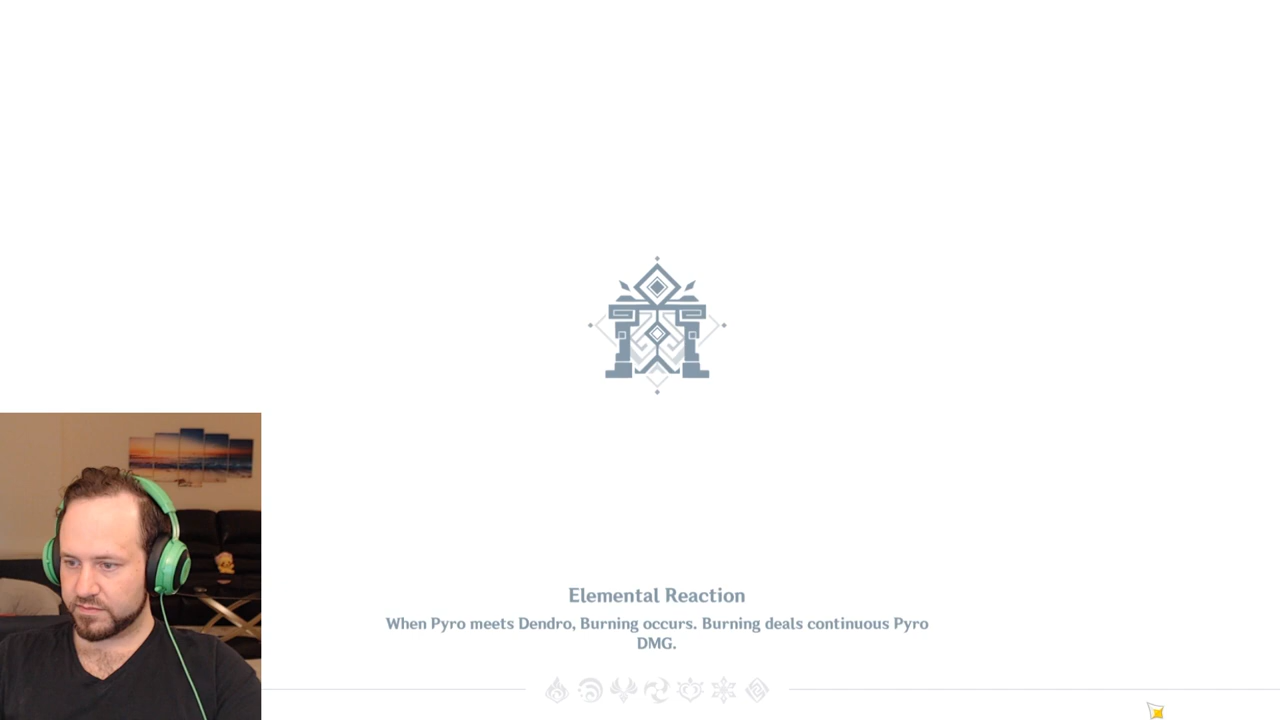 Elemental Reaction
When Pyro meets Dendro, Burning occurs. Burning deals continuous Pyro
DMG.